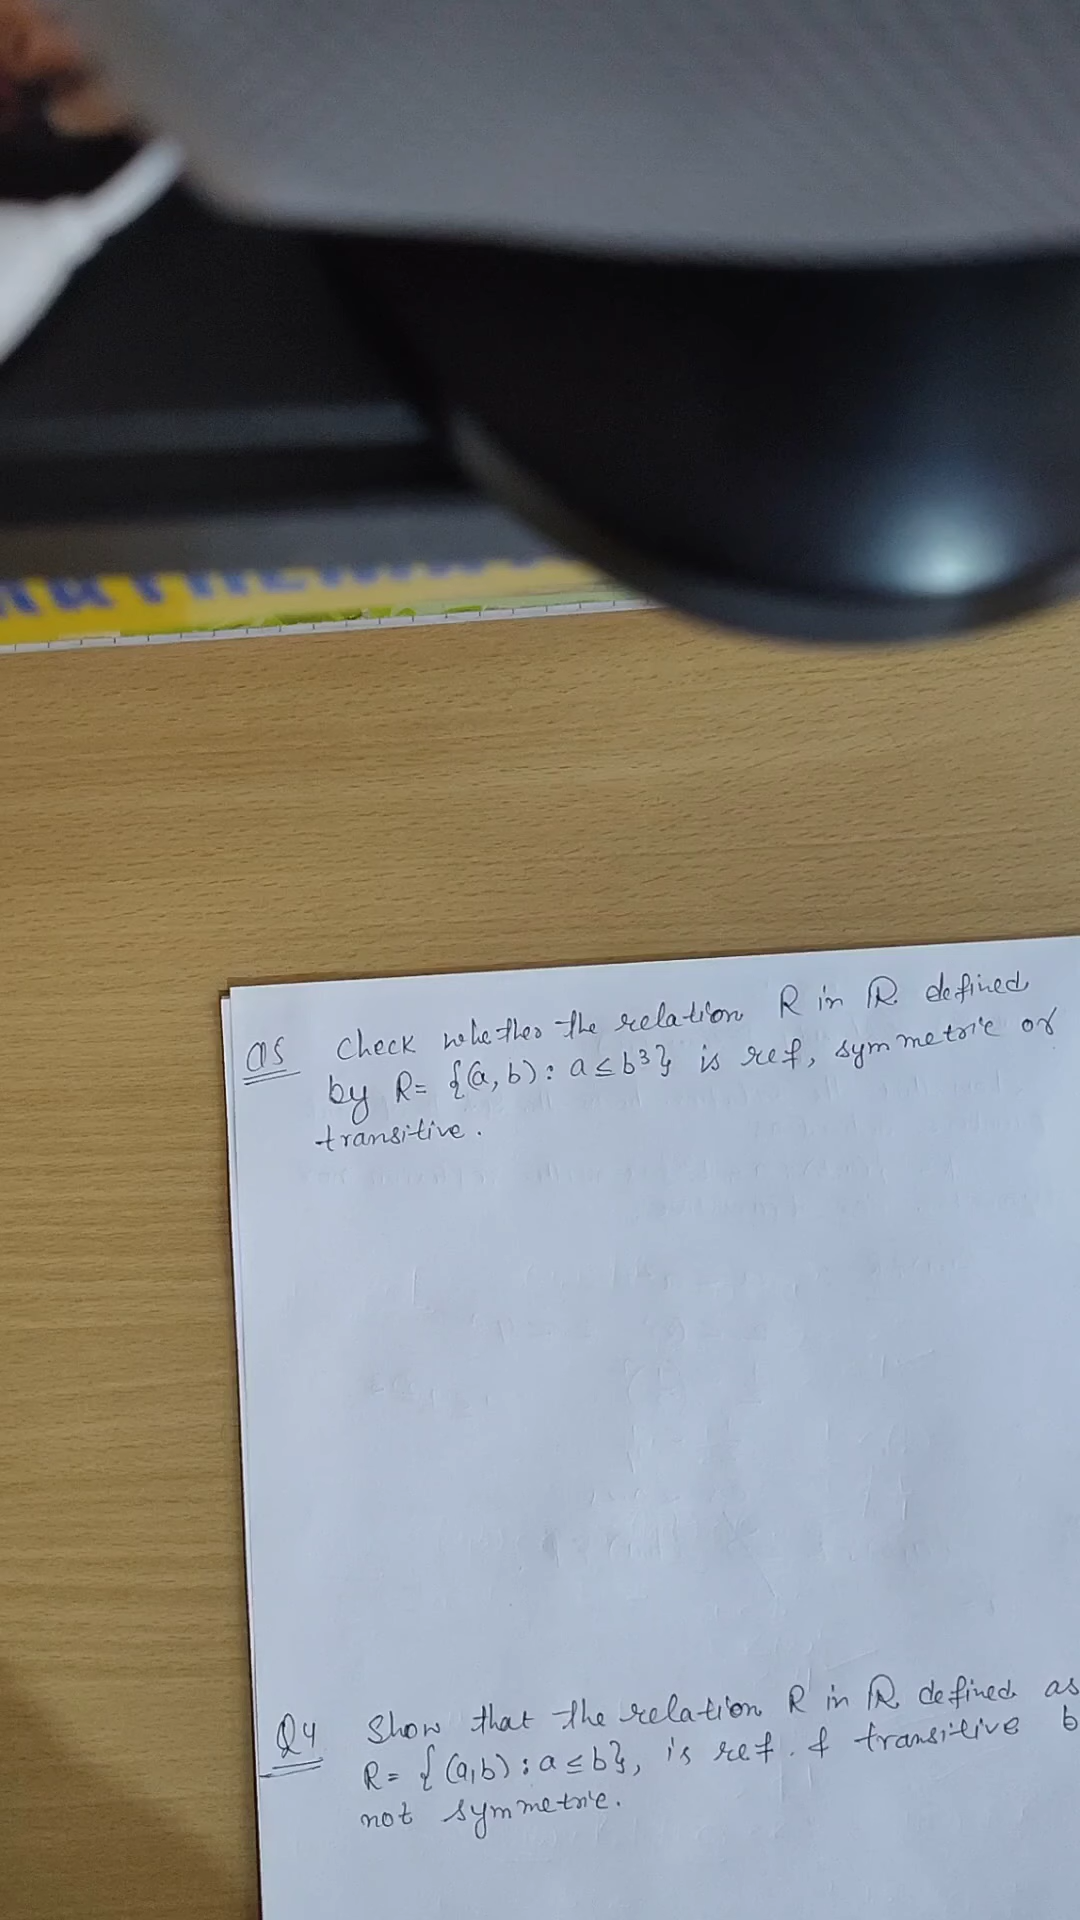 Q5 Check whether the relation R in R defined
by R= {(a,b): a≤b³} is ref, symmetric or
transitive.
Q4 Show that the relation R in R defined as
R= {(a,b): a≤b}, is ref. & transitive b
not symmetric.